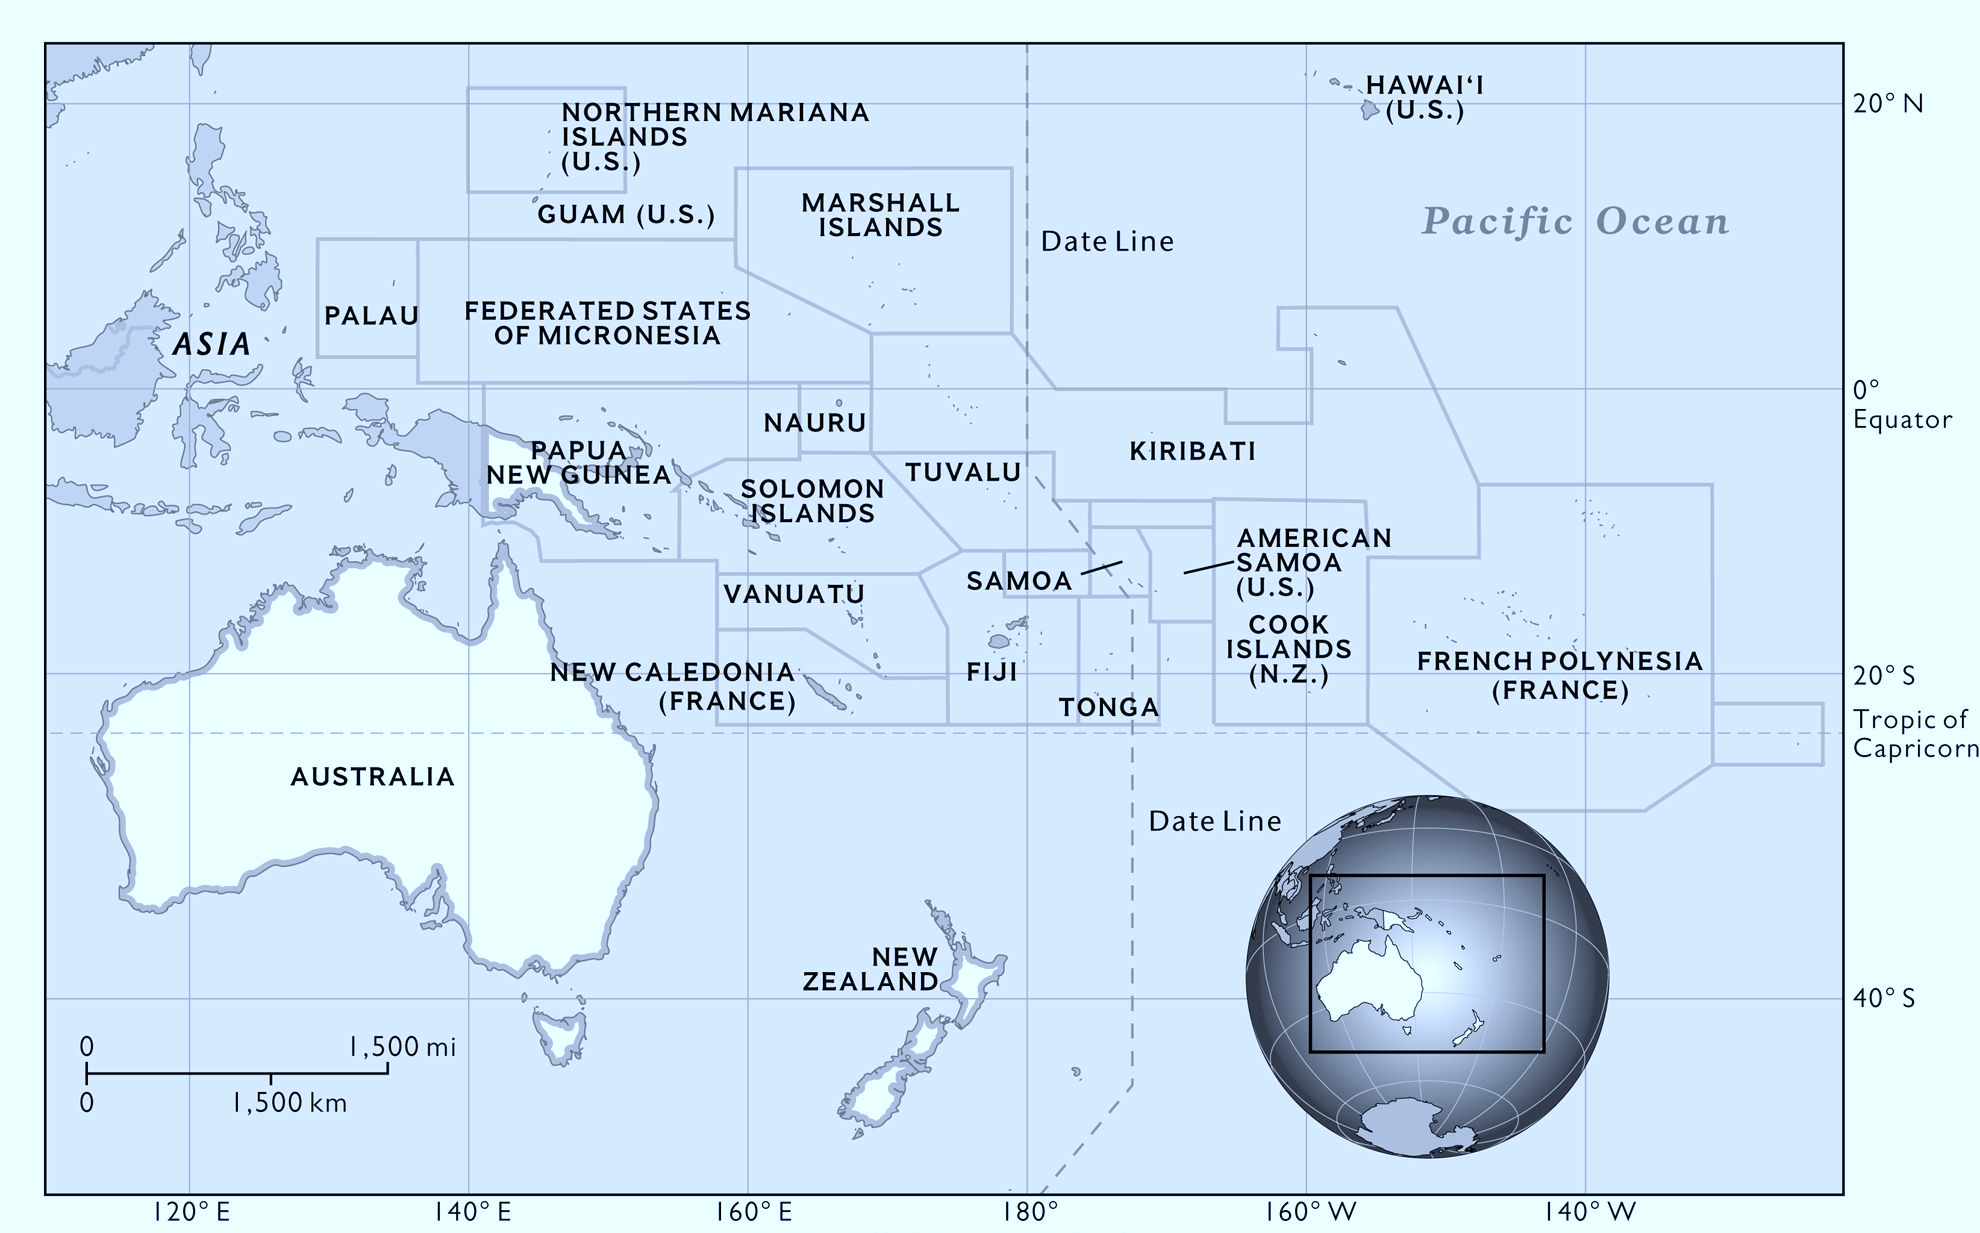 HAWAI‘I
(U.S.)
20° N
NORTHERN MARIANA
ISLANDS
(U.S.)
MARSHALL
ISLANDS
GUAM (U.S.)
Pacific Ocean
Date Line
PALAU
FEDERATED STATES
OF MICRONESIA
ASIA
0°
Equator
NAURU
PAPUA
NEW GUINEA
KIRIBATI
TUVALU
SOLOMON
ISLANDS
AMERICAN
SAMOA
(U.S.)
SAMOA
VANUATU
COOK
ISLANDS
(N.Z.)
NEW CALEDONIA
(FRANCE)
FIJI
FRENCH POLYNESIA
(FRANCE)
20° S
TONGA
Tropic of
Capricorn
AUSTRALIA
Date Line
NEW
ZEALAND
40° S
0 1,500 mi
0 1,500 km
120° E 140° E 160° E 180° 160° W 140° W